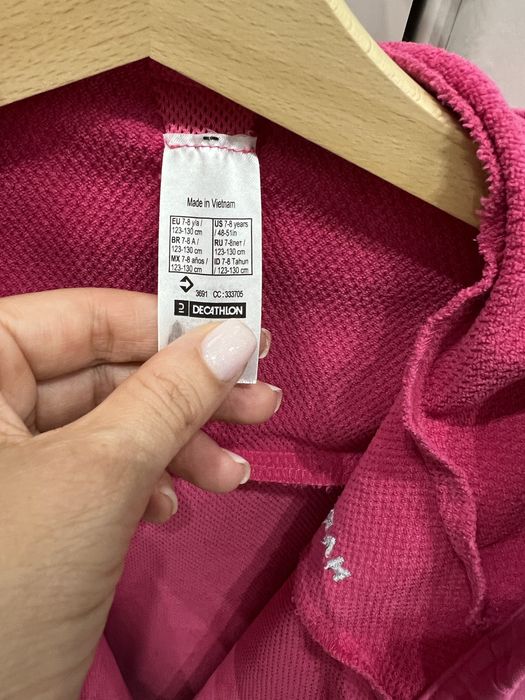 Made in Vietnam
EU 7-8 y/a / US 7-8 years
123-130 cm / 48-51in
BR 7-8 A / RU 7-8лет /
123-130 cm 123-130 cm
MX 7-8 años / ID 7-8 Tahun
123-130 cm / 123-130 cm
3691 CC : 333705
DECATHLON